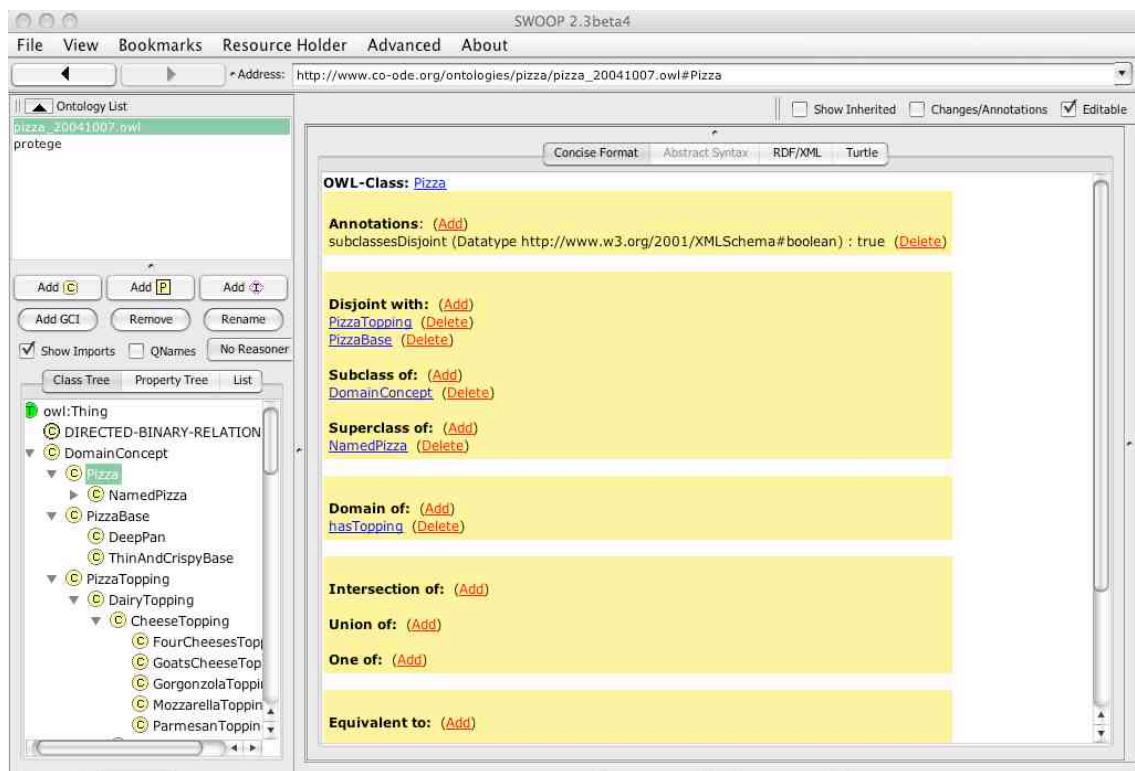 SWOOP 2.3beta4
File View Bookmarks Resource Holder Advanced About
Address: http://www.co-ode.org/ontologies/pizza/pizza_20041007.owl#Pizza
Ontology List
pizza_20041007.owl
protege
Show Inherited Changes/Annotations Editable
Add C Add P Add I
Add GCI Remove Rename
Show Imports QNames No Reasoner
Class Tree Property Tree List
T owl:Thing
C DIRECTED-BINARY-RELATION
C DomainConcept
C Pizza
C NamedPizza
C PizzaBase
C DeepPan
C ThinAndCrispyBase
C PizzaTopping
C DairyTopping
C CheeseTopping
C FourCheesesTop
C GoatsCheeseTop
C GorgonzolaToppi
C MozzarellaToppin
C ParmesanToppin
Concise Format Abstract Syntax RDF/XML Turtle
OWL-Class: Pizza
Annotations: (Add)
subclassesDisjoint (Datatype http://www.w3.org/2001/XMLSchema#boolean) : true (Delete)
Disjoint with: (Add)
PizzaTopping (Delete)
PizzaBase (Delete)
Subclass of: (Add)
DomainConcept (Delete)
Superclass of: (Add)
NamedPizza (Delete)
Domain of: (Add)
hasTopping (Delete)
Intersection of: (Add)
Union of: (Add)
One of: (Add)
Equivalent to: (Add)